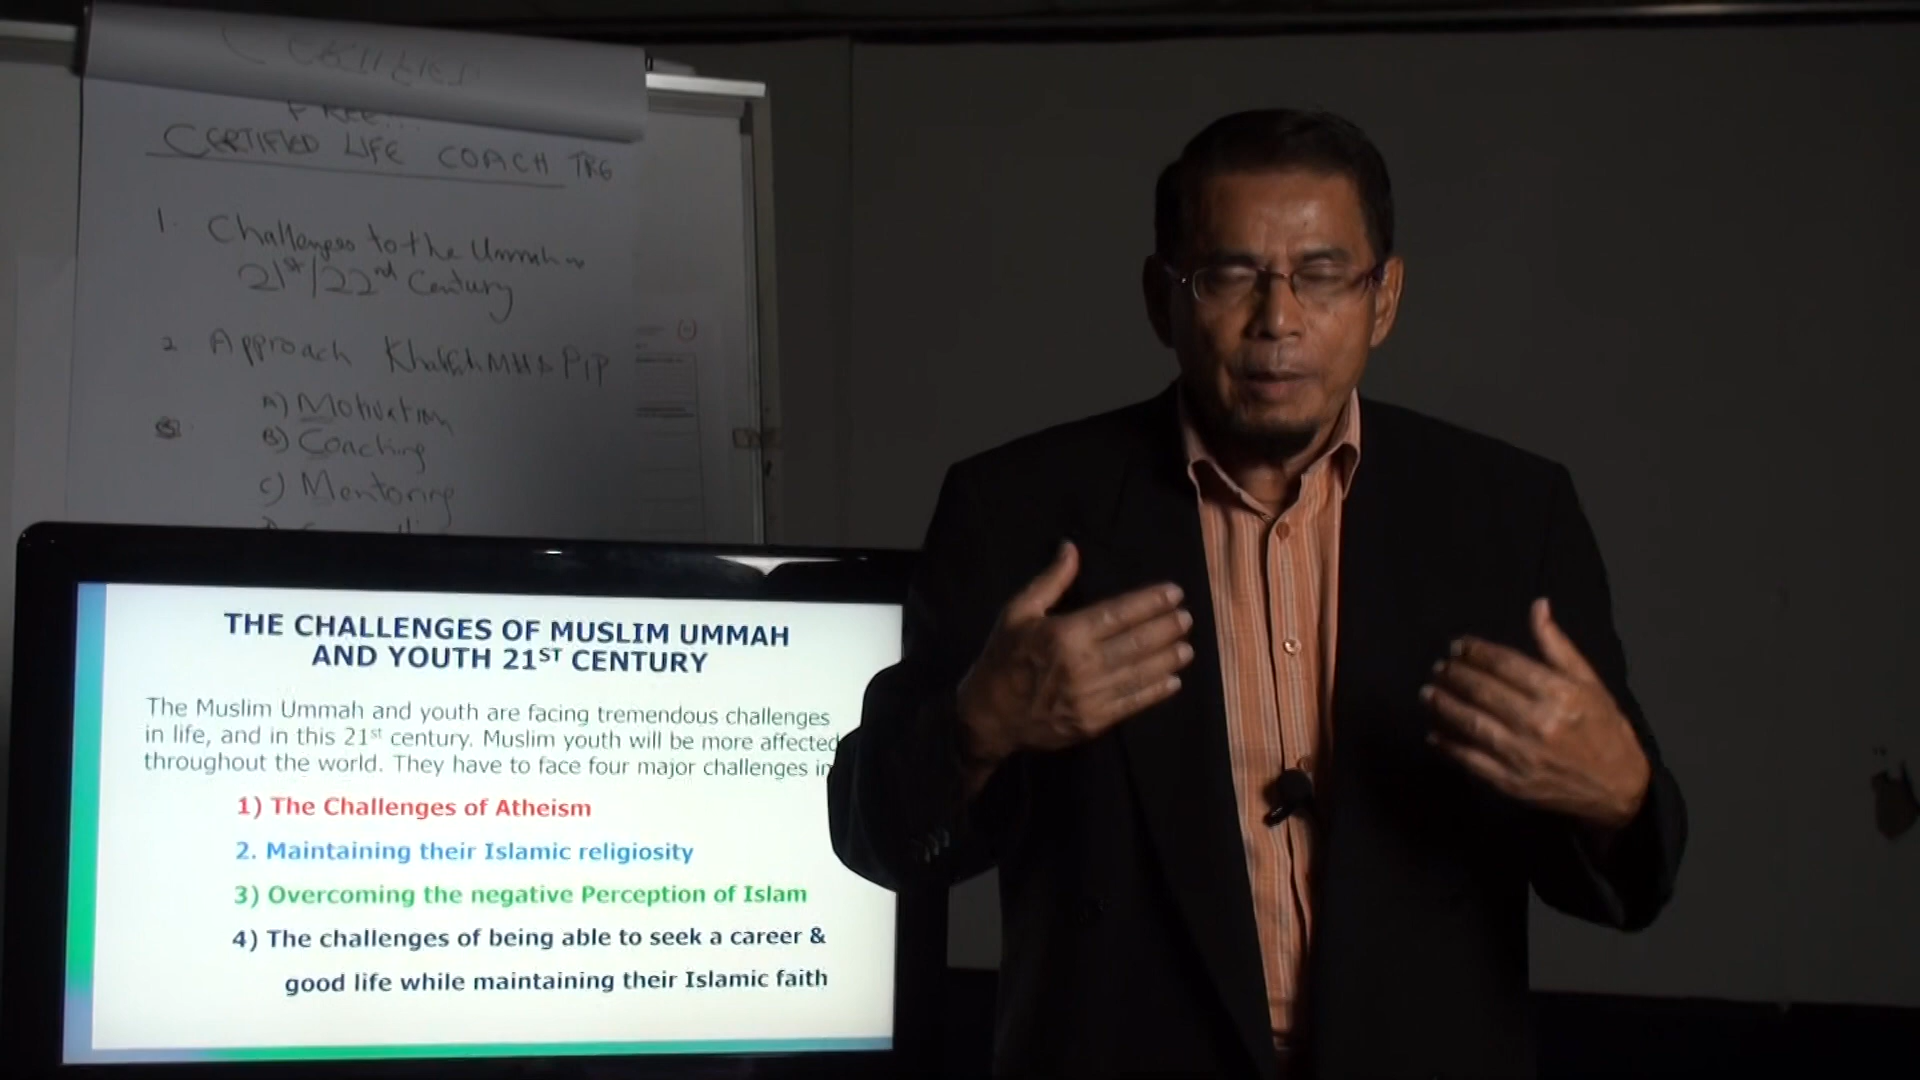 FREE...
CERTIFIED LIFE COACH TRG
1. Challenges to the Ummah
21st/22nd Century
2 Approach
A) Motivation
B) Coaching
C) Mentoring
THE CHALLENGES OF MUSLIM UMMAH
AND YOUTH 21ST CENTURY
The Muslim Ummah and youth are facing tremendous challenges
in life, and in this 21st century. Muslim youth will be more affected
throughout the world. They have to face four major challenges in
1) The Challenges of Atheism
2. Maintaining their Islamic religiosity
3) Overcoming the negative Perception of Islam
4) The challenges of being able to seek a career &
good life while maintaining their Islamic faith